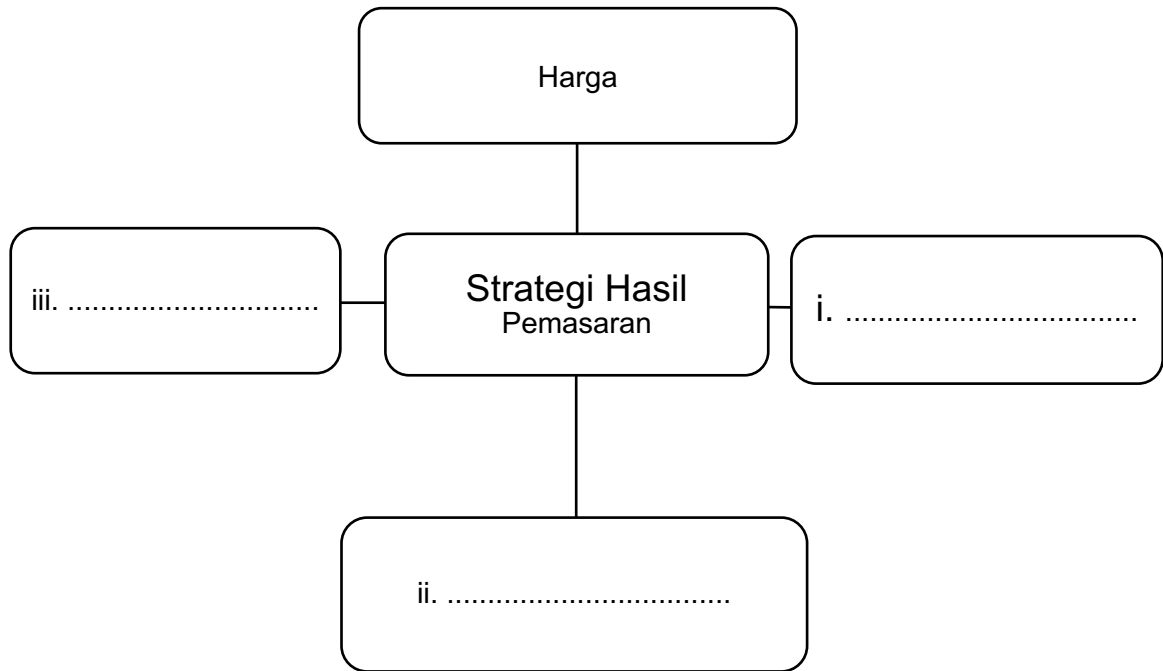 Harga
iii. ...............................
Strategi Hasil
Pemasaran
i. ....................................
ii. ...................................